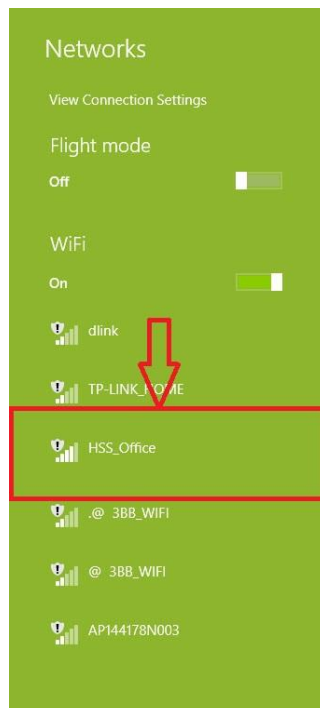 Networks
View Connection Settings
Flight mode
Off
WiFi
On
dlink
TP-LINK_HOME
HSS_Office
.@ 3BB_WIFI
@ 3BB_WIFI
AP144178N003